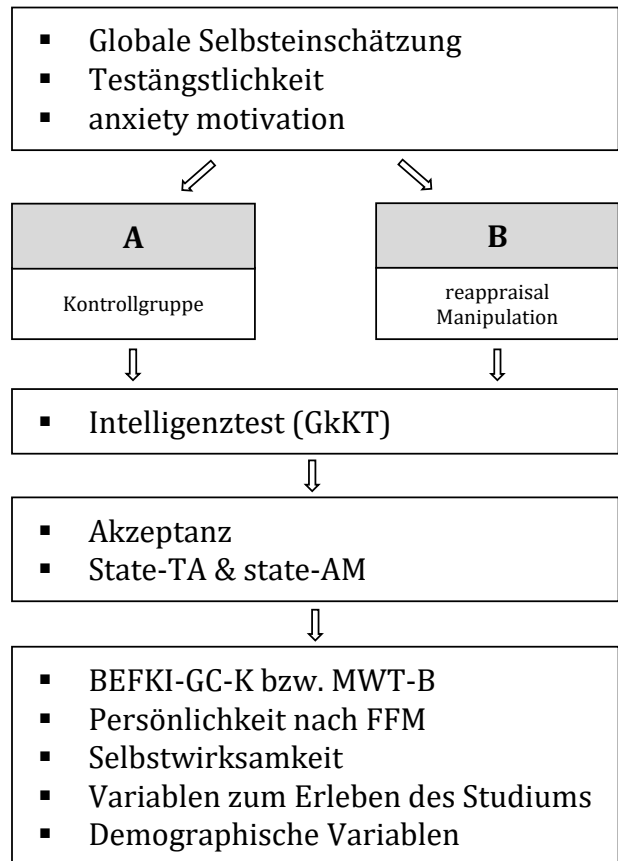 ▪ Globale Selbsteinschätzung
▪ Testängstlichkeit
▪ anxiety motivation
A
Kontrollgruppe
B
reappraisal
Manipulation
▪ Intelligenztest (GkKT)
▪ Akzeptanz
▪ State-TA & state-AM
▪ BEFKI-GC-K bzw. MWT-B
▪ Persönlichkeit nach FFM
▪ Selbstwirksamkeit
▪ Variablen zum Erleben des Studiums
▪ Demographische Variablen